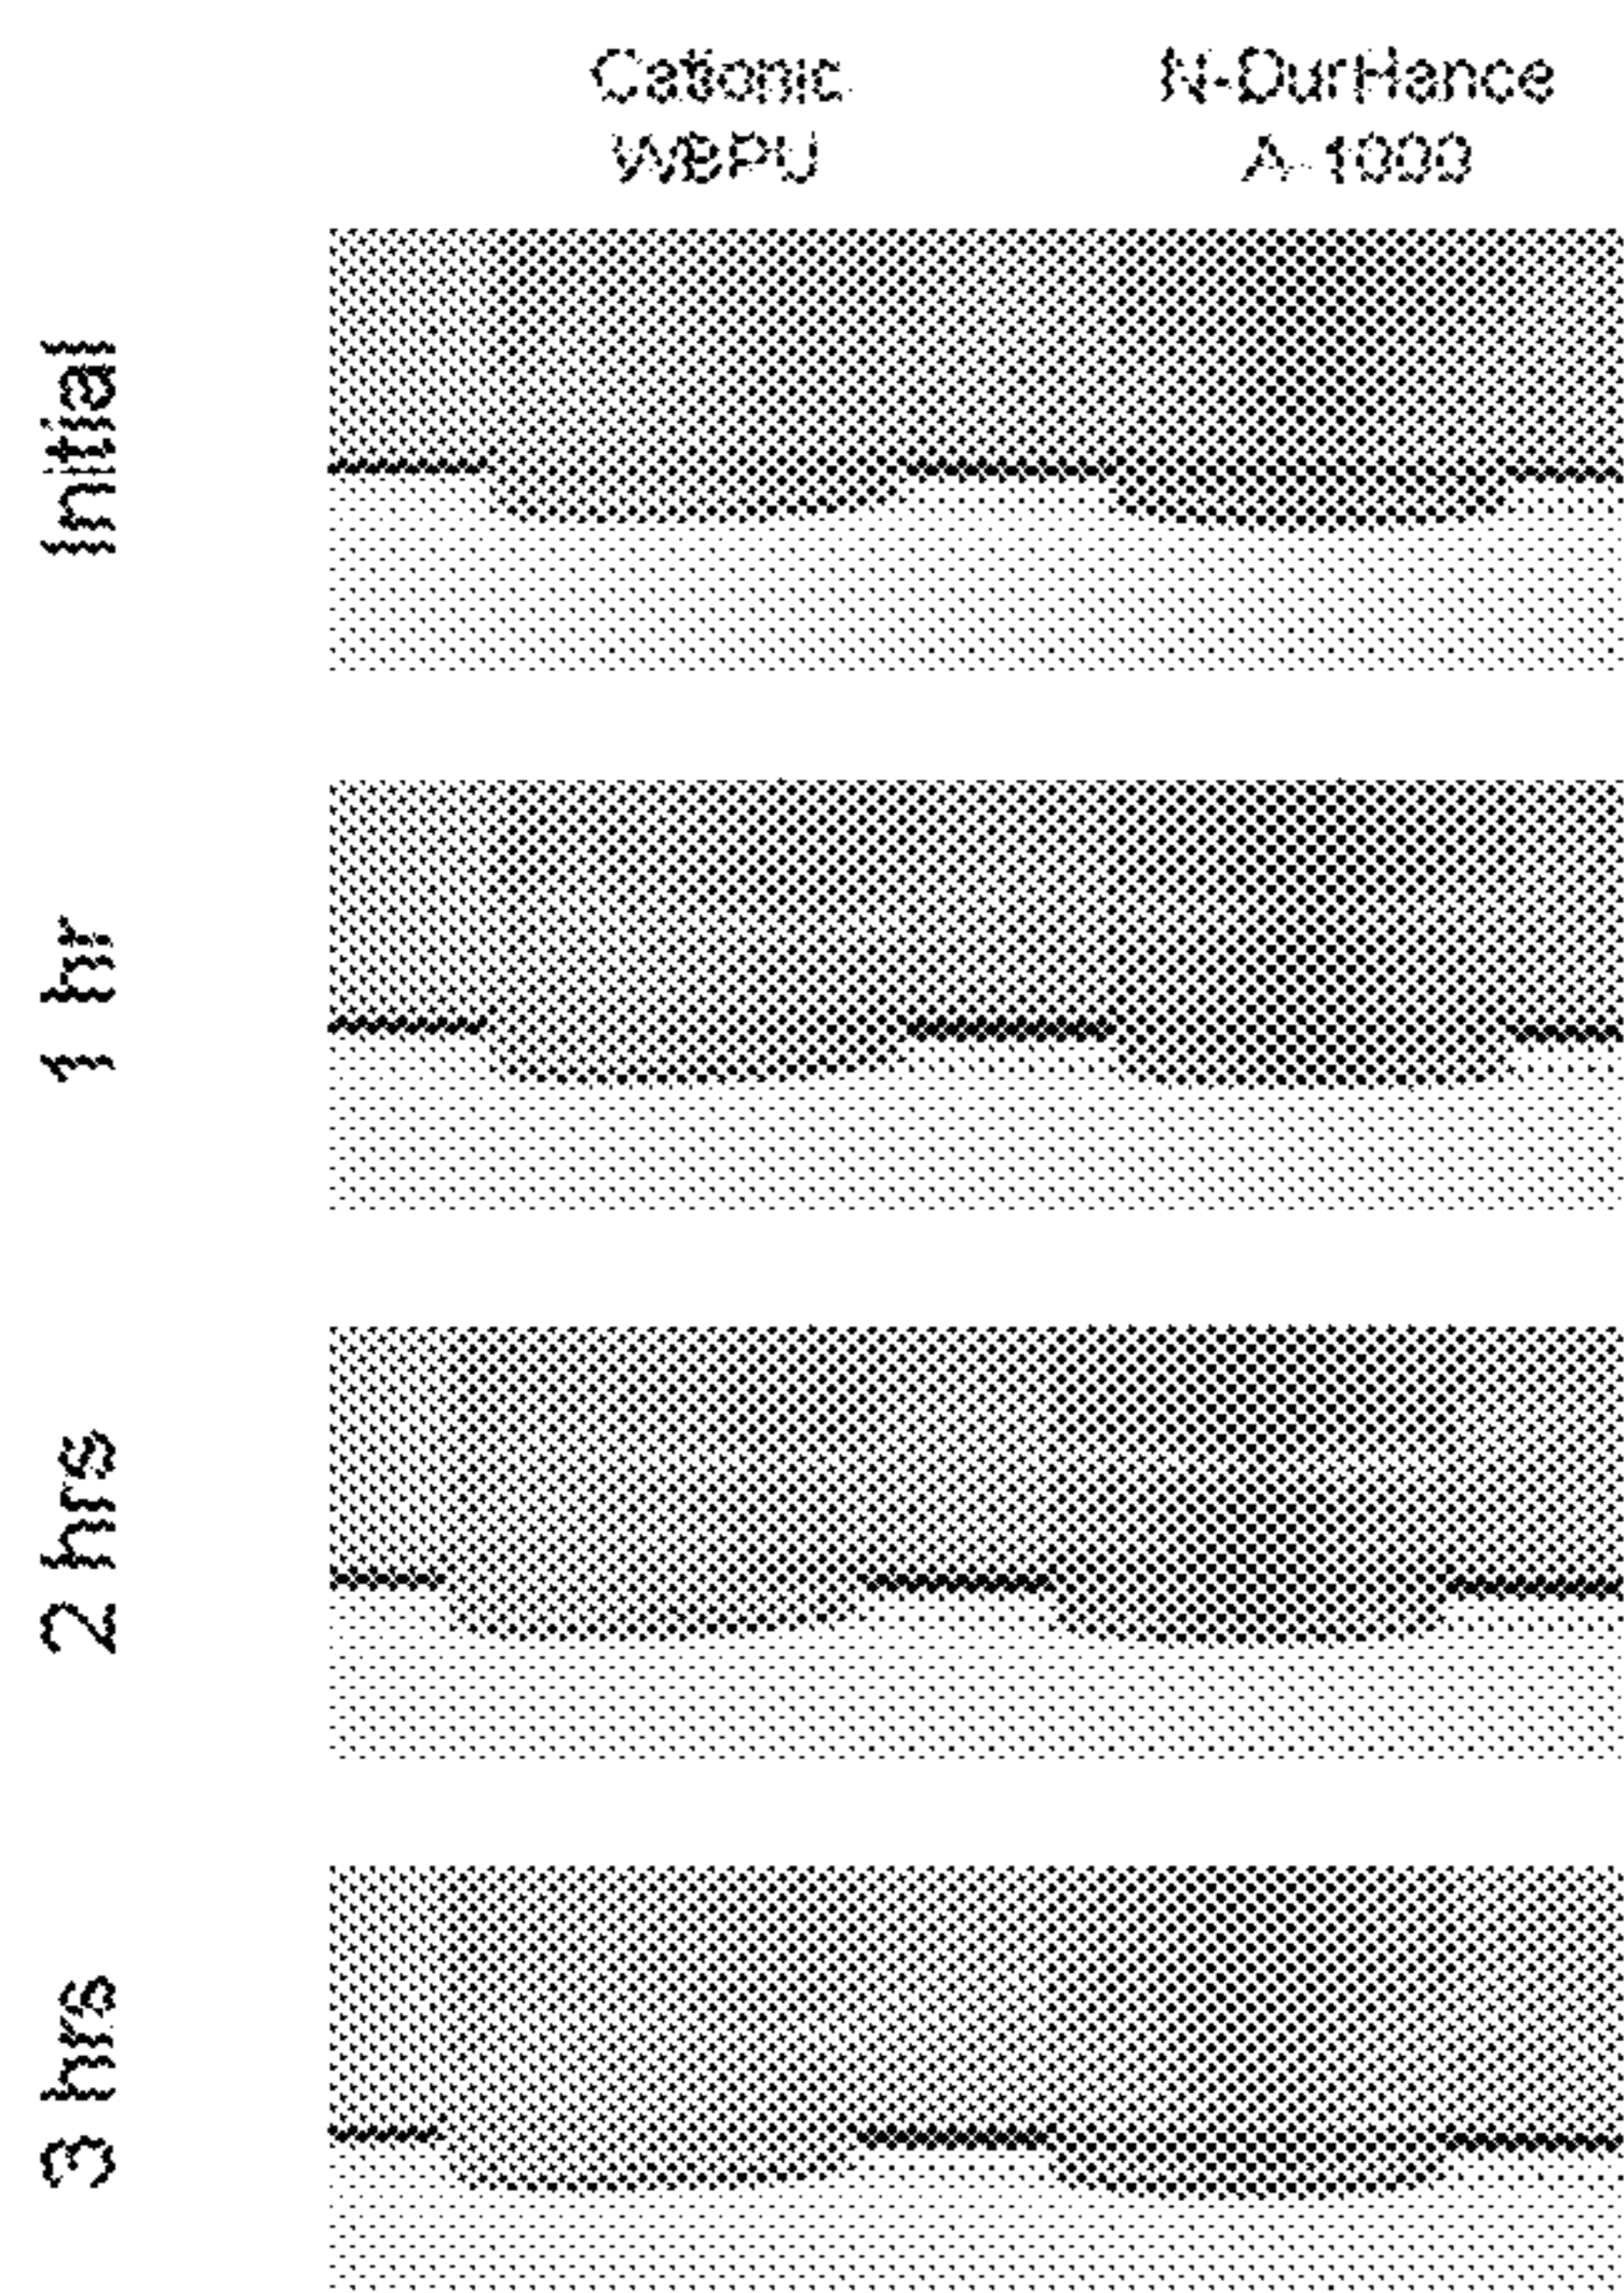 Cationic
WBPU
N-DurHance
A-1000
Initial
1 hr
2 hrs
3 hrs